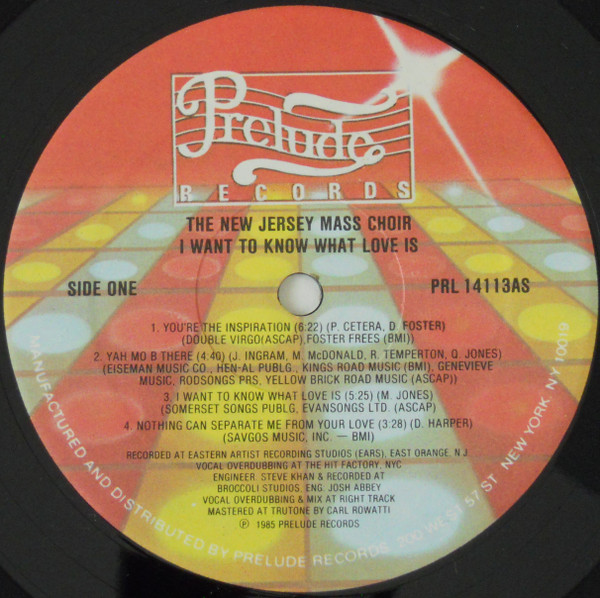 Prelude
RECORDS
THE NEW JERSEY MASS CHOIR
I WANT TO KNOW WHAT LOVE IS
SIDE ONE
PRL 14113AS
1. YOU'RE THE INSPIRATION (6:22) (P. CETERA, D. FOSTER)
(DOUBLE VIRGO(ASCAP),FOSTER FREES (BMI))
2. YAH MO B THERE (4:40) (J. INGRAM, M. McDONALD, R. TEMPERTON, Q. JONES)
(EISEMAN MUSIC CO., HEN-AL PUBLG., KINGS ROAD MUSIC (BMI), GENEVIEVE
MUSIC, RODSONGS PRS, YELLOW BRICK ROAD MUSIC (ASCAP))
3. I WANT TO KNOW WHAT LOVE IS (5:25) (M. JONES)
(SOMERSET SONGS PUBLG, EVANSONGS LTD. (ASCAP)
4. NOTHING CAN SEPARATE ME FROM YOUR LOVE (3:28) (D. HARPER)
(SAVGOS MUSIC, INC. — BMI)
RECORDED AT EASTERN ARTIST RECORDING STUDIOS (EARS), EAST ORANGE, N.J.
VOCAL OVERDUBBING AT THE HIT FACTORY, NYC
ENGINEER: STEVE KHAN & RECORDED AT
BROCCOLI STUDIOS, ENG. JOSH ABBEY
VOCAL OVERDUBBING & MIX AT RIGHT TRACK
MASTERED AT TRUTONE BY CARL ROWATTI
℗ 1985 PRELUDE RECORDS
MANUFACTURED AND DISTRIBUTED BY PRELUDE RECORDS, 200 WEST 57 ST. NEW YORK, NY 10019